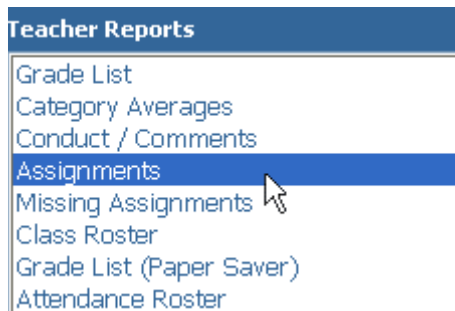 Teacher Reports
Grade List
Category Averages
Conduct / Comments
Assignments
Missing Assignments
Class Roster
Grade List (Paper Saver)
Attendance Roster